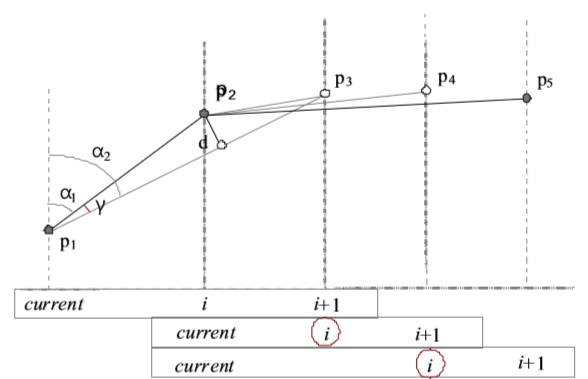 p₃
p₄
p₂
p₅
d
α₂
α₁
γ
p₁
current i i+1
current i i+1
current i i+1